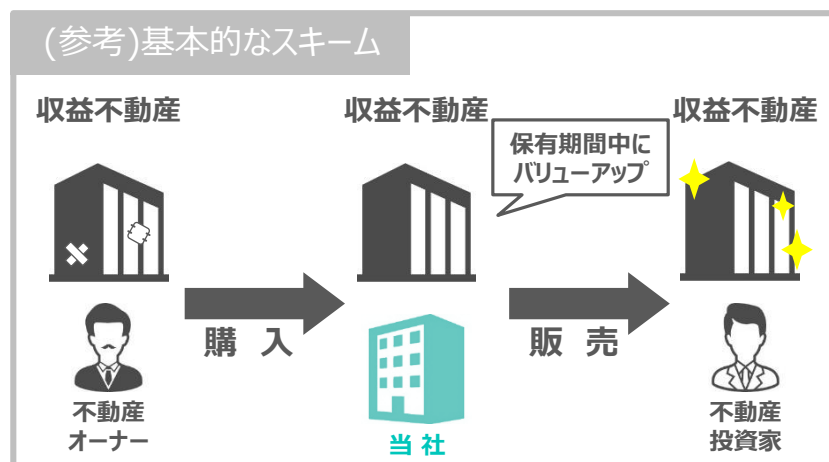 (参考)基本的なスキーム
収益不動産
収益不動産
収益不動産
保有期間中に
バリューアップ
購 入
販 売
不動産
オーナー
当 社
不動産
投資家